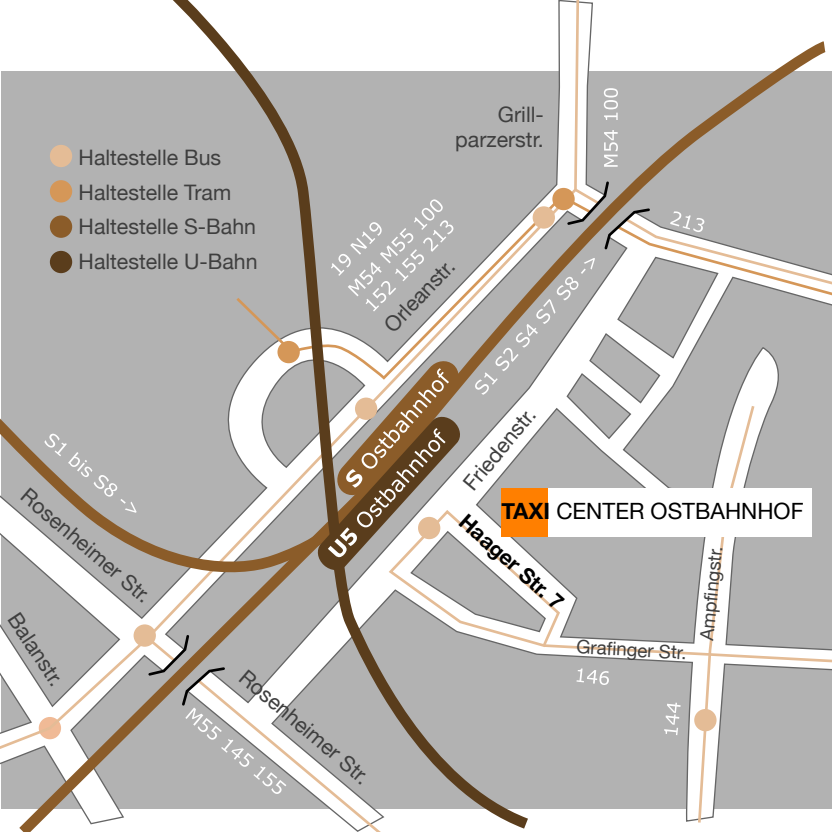 Grill-
parzerstr.
M54 100
Haltestelle Bus
Haltestelle Tram
Haltestelle S-Bahn
Haltestelle U-Bahn
19 N19
M54 M55 100
152 155 213
Orleanstr.
213
S1 S2 S4 S7 S8 ->
S Ostbahnhof
U5 Ostbahnhof
Friedenstr.
S1 bis S8 ->
Rosenheimer Str.
TAXI CENTER OSTBAHNHOF
Haager Str. 7
Ampfingstr.
Balanstr.
Grafinger Str.
146
144
Rosenheimer Str.
M55 145 155